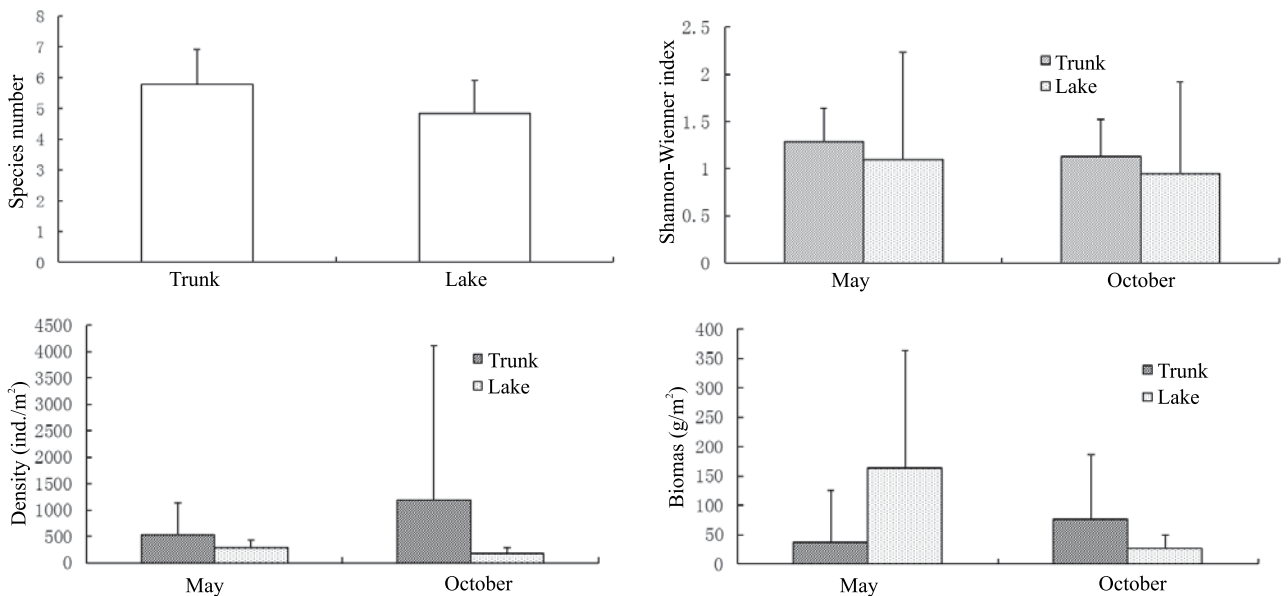 Species number
8
7
6
5
4
3
2
1
0
Trunk Lake
Shannon-Wienner index
2.5
2
1.5
1
0.5
0
Trunk
Lake
May October
Density (ind./m²)
4500
4000
3500
3000
2500
2000
1500
1000
500
0
Trunk
Lake
May October
Biomas (g/m²)
400
350
300
250
200
150
100
50
0
Trunk
Lake
May October